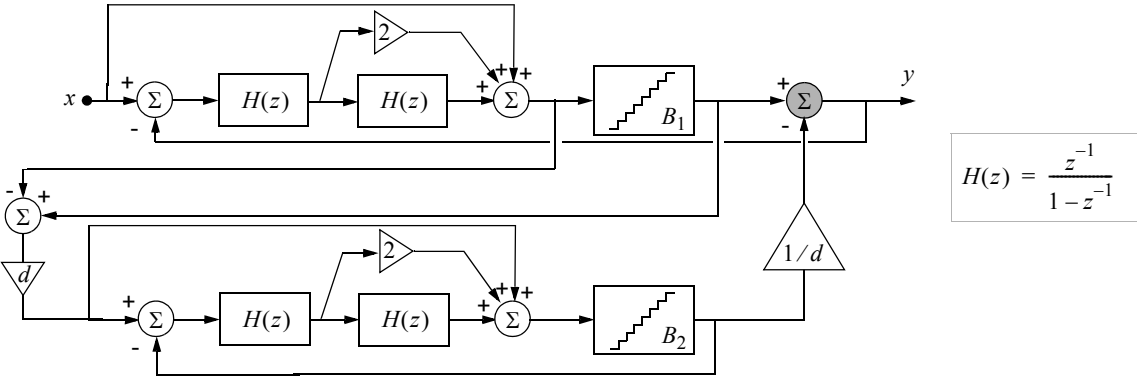 2
+ +
x + Σ H(z) H(z) + Σ B₁ + Σ y
- -
H(z) = z⁻¹ / (1 – z⁻¹)
- +
Σ
2 1/d
d + +
+ Σ H(z) H(z) + Σ B₂
-